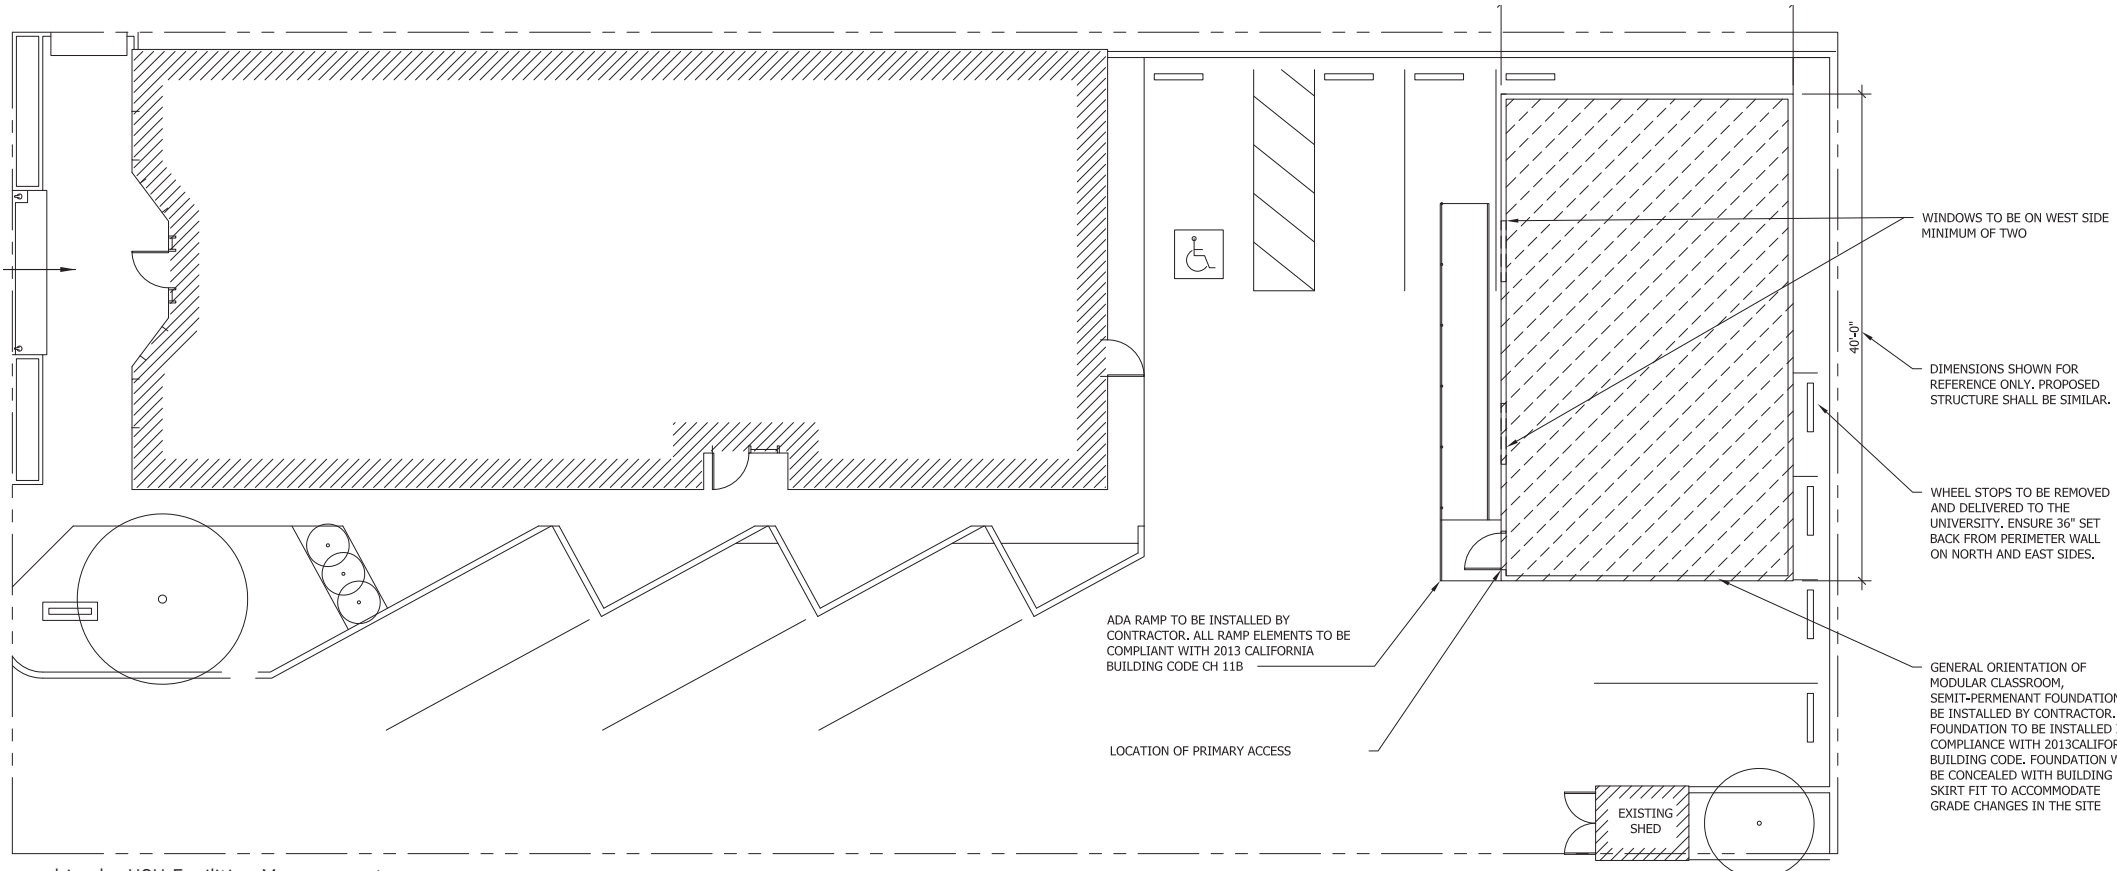 WINDOWS TO BE ON WEST SIDE
MINIMUM OF TWO
40'-0"
DIMENSIONS SHOWN FOR
REFERENCE ONLY. PROPOSED
STRUCTURE SHALL BE SIMILAR.
WHEEL STOPS TO BE REMOVED
AND DELIVERED TO THE
UNIVERSITY. ENSURE 36" SET
BACK FROM PERIMETER WALL
ON NORTH AND EAST SIDES.
ADA RAMP TO BE INSTALLED BY
CONTRACTOR. ALL RAMP ELEMENTS TO BE
COMPLIANT WITH 2013 CALIFORNIA
BUILDING CODE CH 11B
LOCATION OF PRIMARY ACCESS
GENERAL ORIENTATION OF
MODULAR CLASSROOM,
SEMIT-PERMENANT FOUNDATION
BE INSTALLED BY CONTRACTOR.
FOUNDATION TO BE INSTALLED
COMPLIANCE WITH
BUILDING CODE. FOUNDATION
BE CONCEALED WITH BUILDING
SKIRT FIT TO ACCOMMODATE
GRADE CHANGES IN THE SITE
EXISTING
SHED